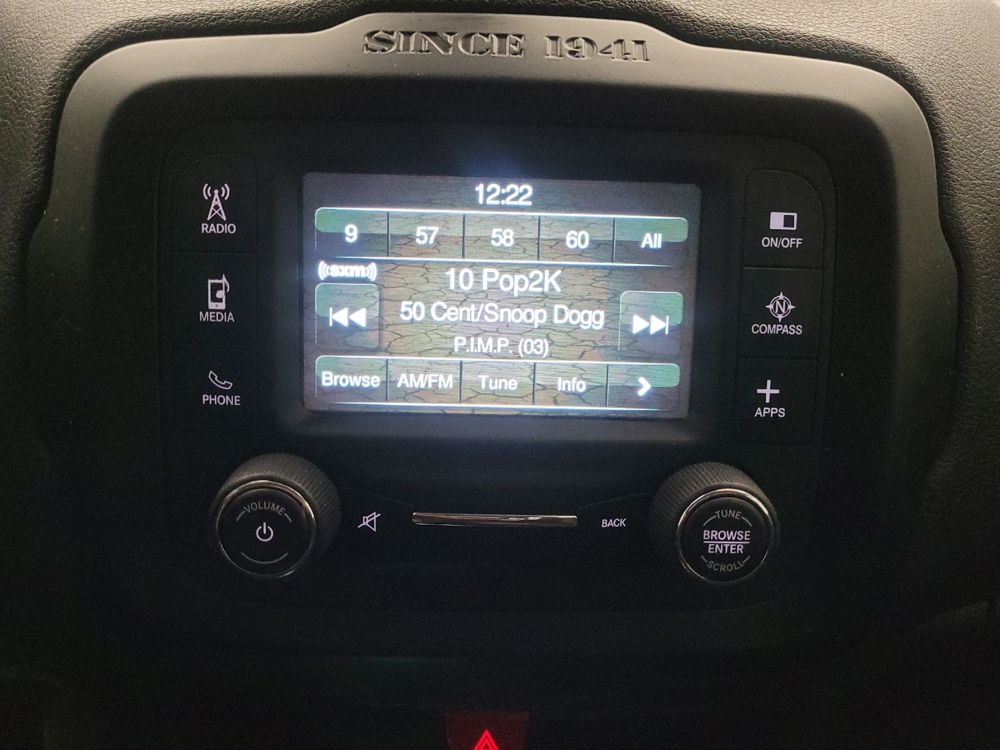 SINCE 1941
RADIO
MEDIA
PHONE
12:22
9 57 58 60 All
((sxm))
10 Pop2K
50 Cent/Snoop Dogg
P.I.M.P. (03)
Browse AM/FM Tune Info
ON/OFF
N
COMPASS
APPS
VOLUME
BACK
TUNE
BROWSE
ENTER
SCROLL